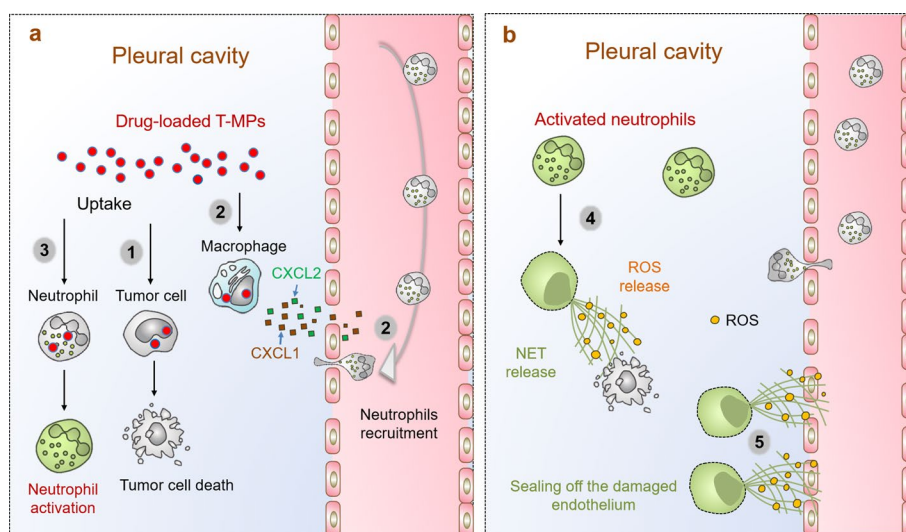 a
Pleural cavity
Drug-loaded T-MPs
Uptake
3
1
2
Macrophage
Neutrophil
Tumor cell
CXCL2
CXCL1
2
Neutrophils
recruitment
Neutrophil
activation
Tumor cell death
b
Pleural cavity
Activated neutrophils
4
ROS
release
ROS
NET
release
5
Sealing off the damaged
endothelium